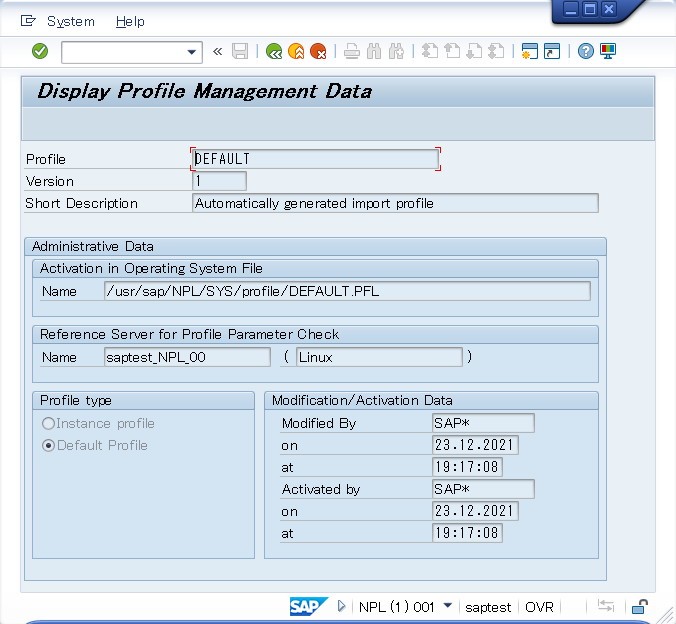 System Help
Display Profile Management Data
Profile DEFAULT
Version 1
Short Description Automatically generated import profile
Administrative Data
Activation in Operating System File
Name /usr/sap/NPL/SYS/profile/DEFAULT.PFL
Reference Server for Profile Parameter Check
Name saptest_NPL_00 ( Linux )
Profile type
Instance profile
Default Profile
Modification/Activation Data
Modified By SAP*
on 23.12.2021
at 19:17:08
Activated by SAP*
on 23.12.2021
at 19:17:08
SAP NPL (1) 001 saptest OVR